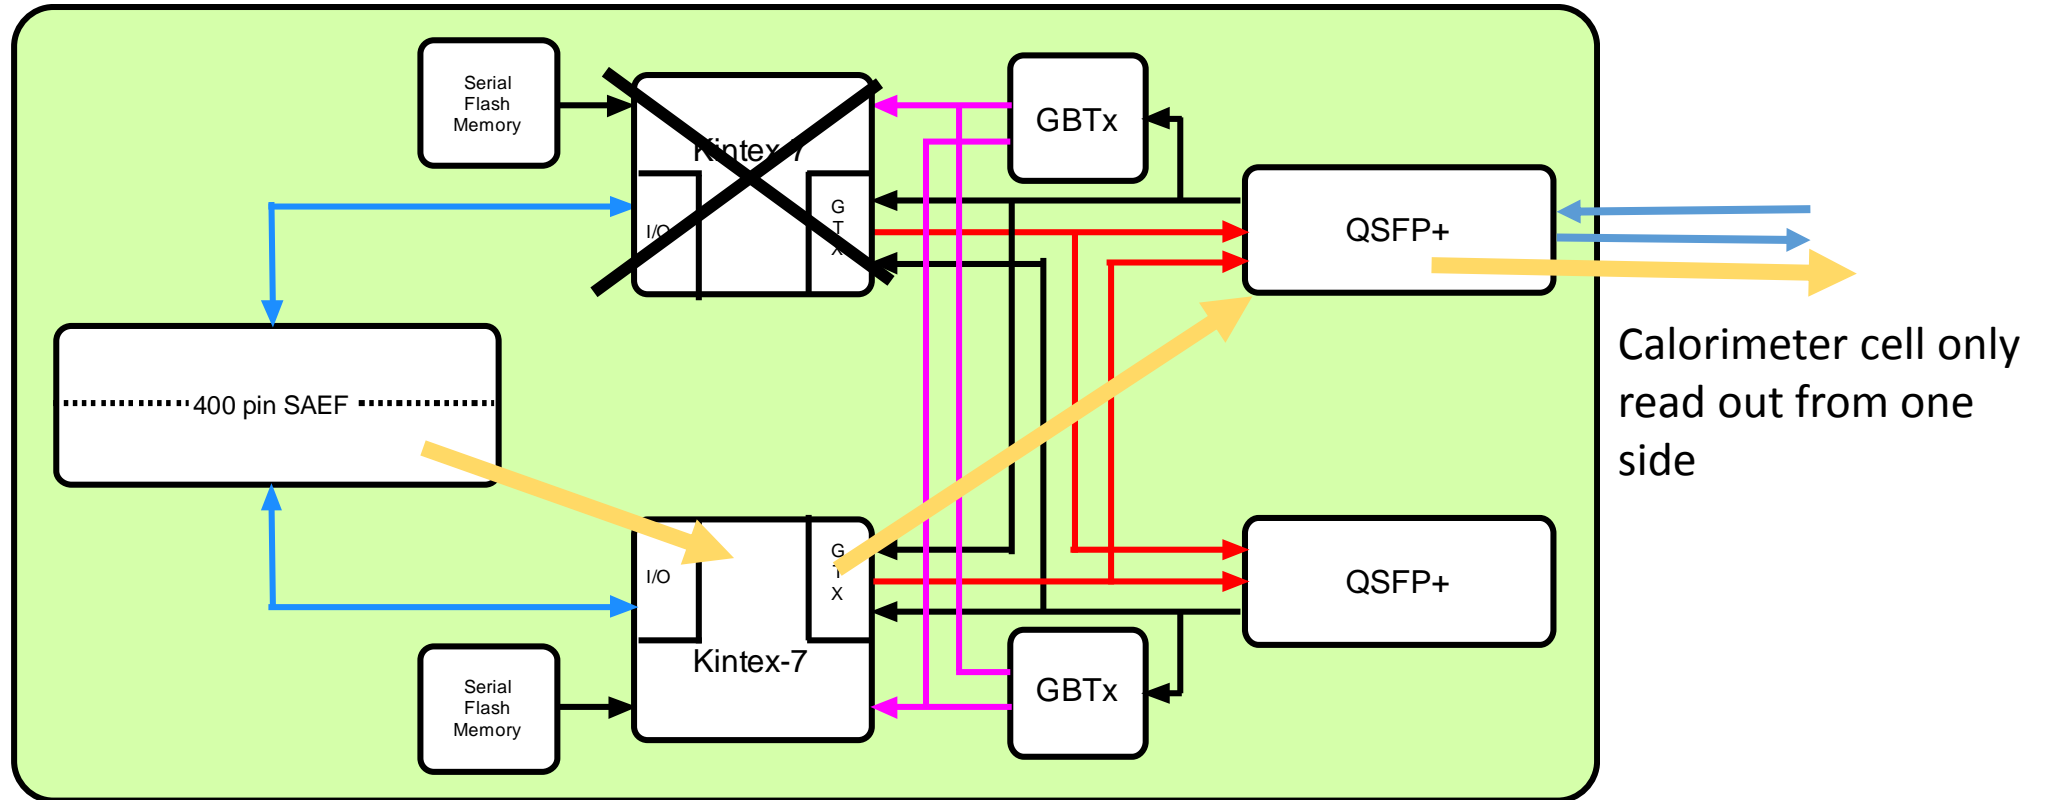 Serial
Flash
Memory
Kintex-7
I/O
G
T
X
GBTx
QSFP+
Calorimeter cell only
read out from one
side
400 pin SAEF
I/O
G
T
X
Kintex-7
QSFP+
Serial
Flash
Memory
GBTx